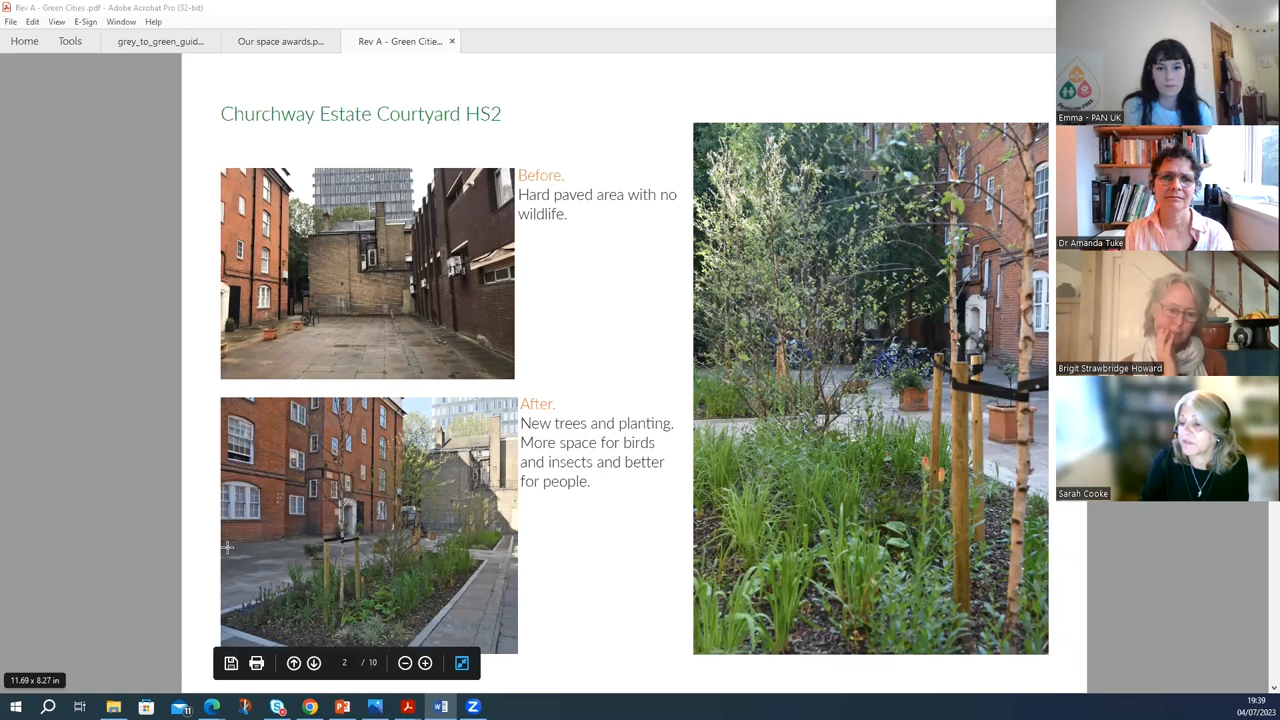 Rev A - Green Cities .pdf - Adobe Acrobat Pro (32-bit)
File Edit View E-Sign Window Help
Home Tools grey_to_green_guid... Our space awards.p... Rev A - Green Citie... ×
Churchway Estate Courtyard HS2
Before.
Hard paved area with no
wildlife.
After.
New trees and planting.
More space for birds
and insects and better
for people.
2 / 10
11.69 x 8.27 in
Emma - PAN UK
Dr Amanda Tuke
Brigit Strawbridge Howard
Sarah Cooke
19:39
04/07/2023